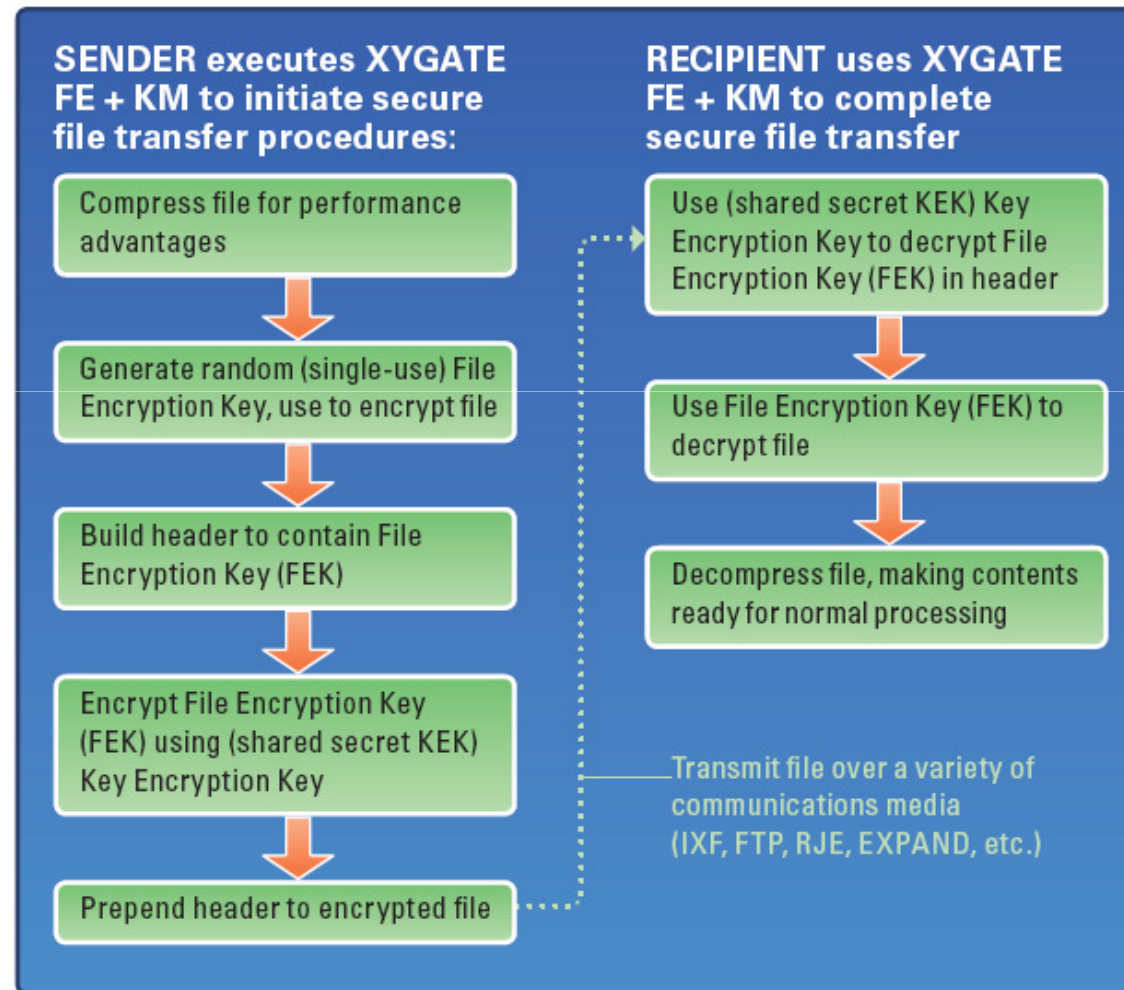 SENDER executes XYGATE
FE + KM to initiate secure
file transfer procedures:
Compress file for performance
advantages
Generate random (single-use) File
Encryption Key, use to encrypt file
Build header to contain File
Encryption Key (FEK)
Encrypt File Encryption Key
(FEK) using (shared secret KEK)
Key Encryption Key
Prepend header to encrypted file
RECIPIENT uses XYGATE
FE + KM to complete
secure file transfer
Use (shared secret KEK) Key
Encryption Key to decrypt File
Encryption Key (FEK) in header
Use File Encryption Key (FEK) to
decrypt file
Decompress file, making contents
ready for normal processing
Transmit file over a variety of
communications media
(IXF, FTP, RJE, EXPAND, etc.)